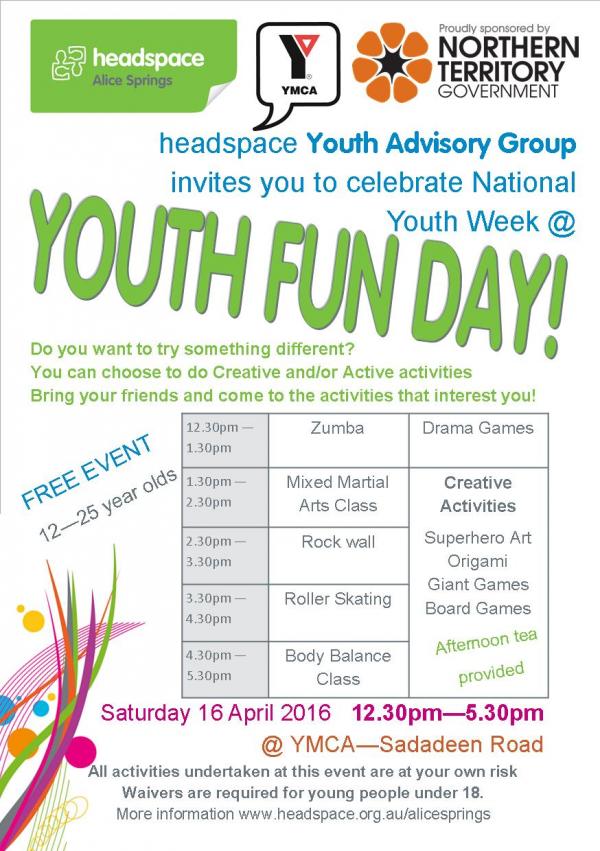 headspace
Alice Springs
Y
®
YMCA
Proudly sponsored by
NORTHERN
TERRITORY
GOVERNMENT
headspace Youth Advisory Group
invites you to celebrate National
Youth Week @
YOUTH FUN DAY!
Do you want to try something different?
You can choose to do Creative and/or Active activities
Bring your friends and come to the activities that interest you!
FREE EVENT
12—25 year olds
12.30pm —
1.30pm
Zumba
Drama Games
1.30pm —
2.30pm
Mixed Martial
Arts Class
2.30pm —
3.30pm
Rock wall
3.30pm —
4.30pm
Roller Skating
4.30pm —
5.30pm
Body Balance
Class
Creative
Activities
Superhero Art
Origami
Giant Games
Board Games
Afternoon tea
provided
Saturday 16 April 2016 12.30pm—5.30pm
@ YMCA—Sadadeen Road
All activities undertaken at this event are at your own risk
Waivers are required for young people under 18.
More information www.headspace.org.au/alicesprings